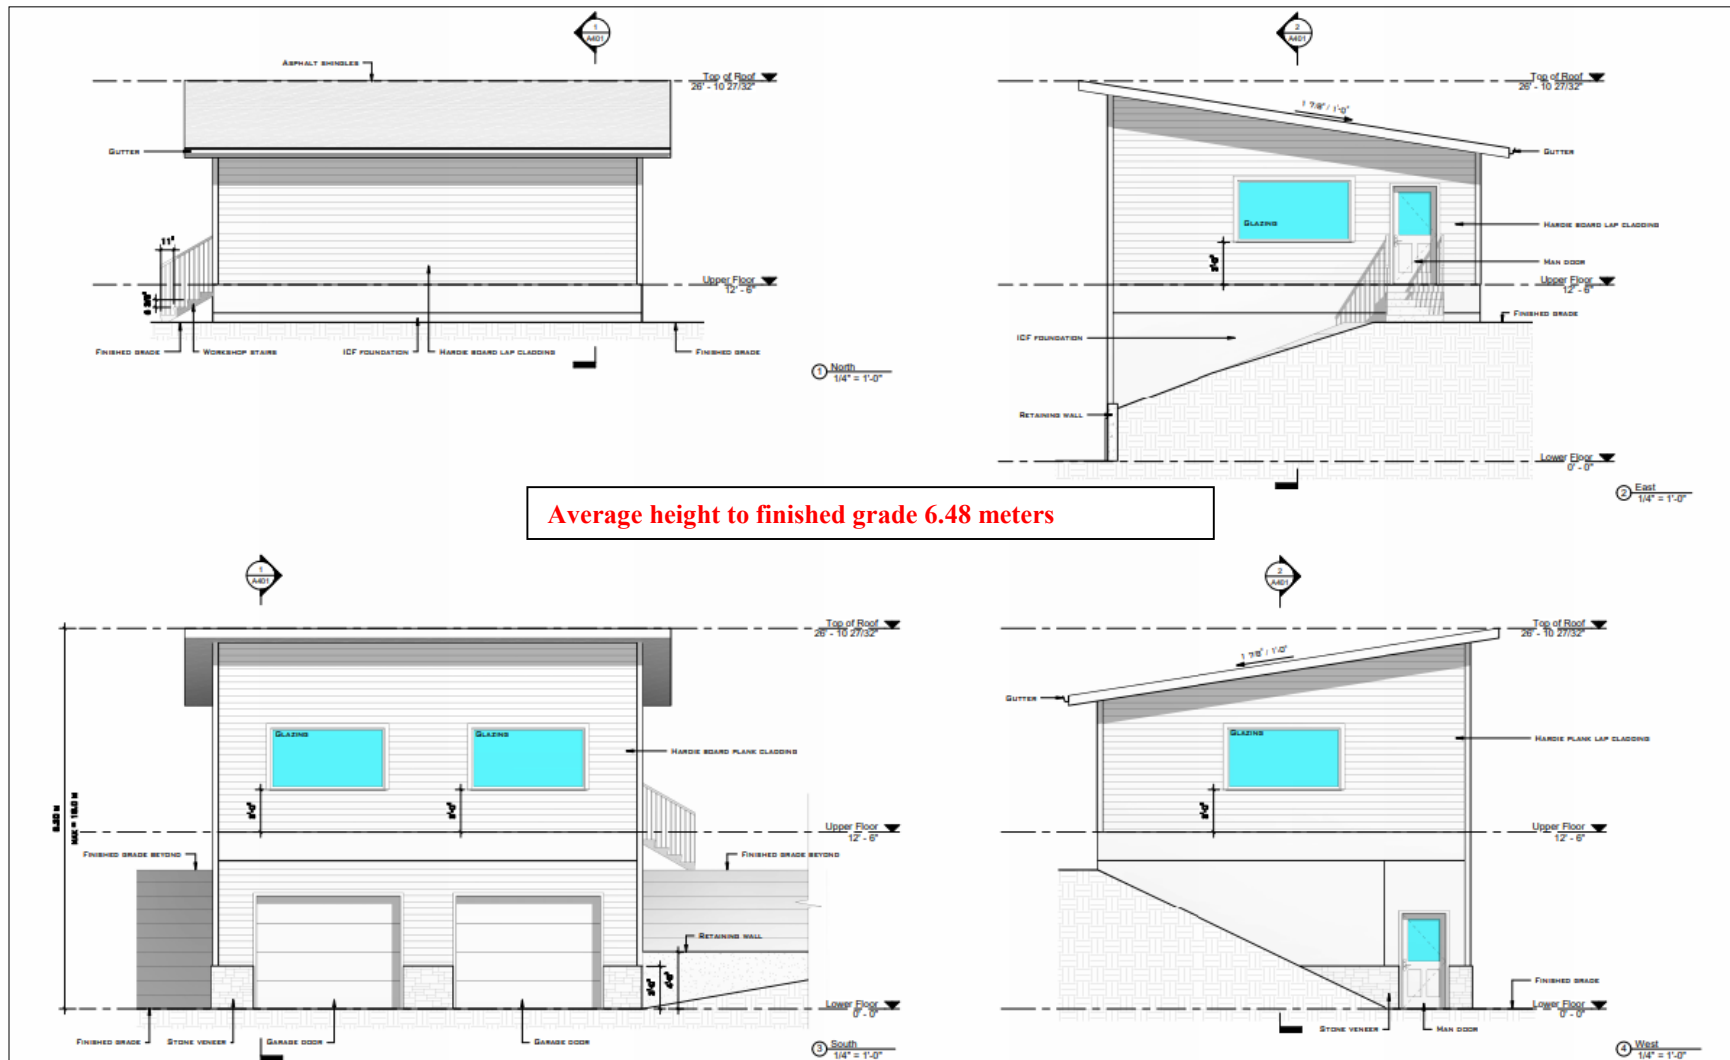 1
A401
Asphalt shingles
Top of Roof
26' - 10 27/32"
Gutter
11"
Upper Floor
12' - 6"
Finished grade
Workshop stairs
ICF foundation
Hardie board lap cladding
Finished grade
1
North
1/4" = 1'-0"
2
A401
Top of Roof
26' - 10 27/32"
1 7/8" / 1'-0"
Gutter
Glazing
Hardie board lap cladding
Man door
3'-0"
Upper Floor
12' - 6"
Finished grade
ICF foundation
Retaining wall
Lower Floor
0' - 0"
2
East
1/4" = 1'-0"
Average height to finished grade 6.48 meters
1
A401
Top of Roof
26' - 10 27/32"
Glazing
Glazing
Hardie board plank cladding
3'-0"
3'-0"
Upper Floor
12' - 6"
Finished grade beyond
Finished grade beyond
Retaining wall
Lower Floor
0' - 0"
Finished grade
Stone veneer
Garage door
Garage door
3
South
1/4" = 1'-0"
2
A401
Top of Roof
26' - 10 27/32"
1 7/8" / 1'-0"
Gutter
Glazing
Hardie plank lap cladding
3'-0"
Upper Floor
12' - 6"
Finished grade
Lower Floor
0' - 0"
Stone veneer
Man door
4
West
1/4" = 1'-0"